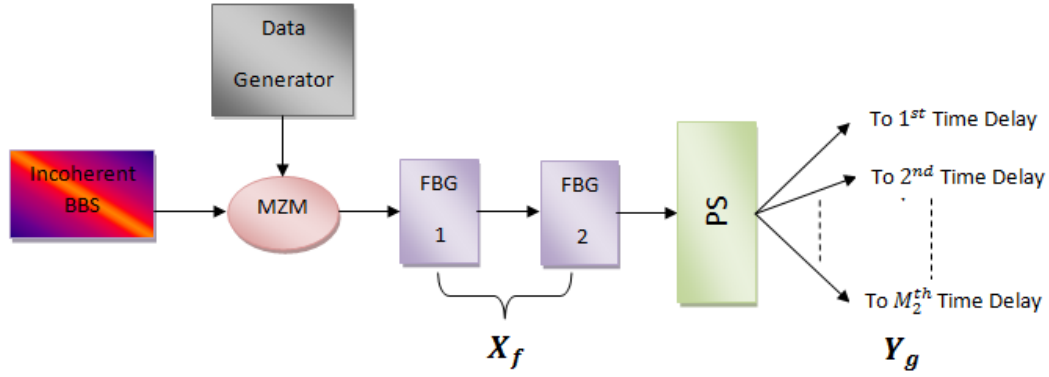 Data
Generator
Incoherent
BBS
MZM
FBG
1
FBG
2
PS
To 1st Time Delay
To 2nd Time Delay
To M2th Time Delay
Xf
Yg